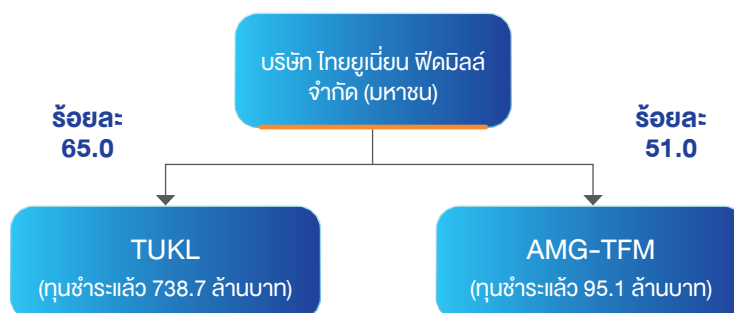 บริษัท ไทยยูเนี่ยน ฟีดมิลล์
จำกัด (มหาชน)
ร้อยละ
65.0
ร้อยละ
51.0
TUKL
(ทุนชำระแล้ว 738.7 ล้านบาท)
AMG-TFM
(ทุนชำระแล้ว 95.1 ล้านบาท)